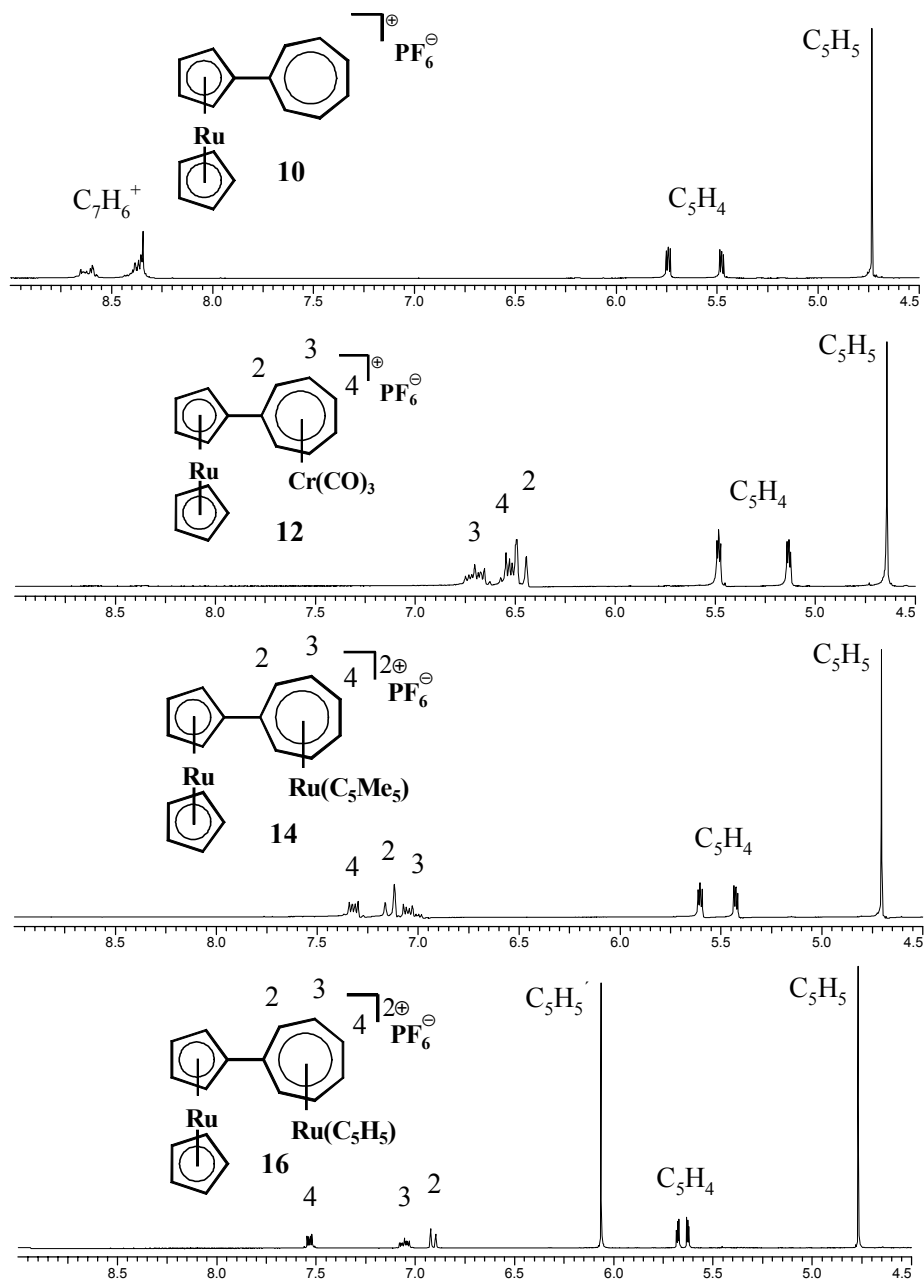 ⊕
PF₆⊖
C₅H₅
Ru
10
C₇H₆⁺
C₅H₄
8.5 8.0 7.5 7.0 6.5 6.0 5.5 5.0 4.5
2 3 4
⊕
PF₆⊖
C₅H₅
Ru
Cr(CO)₃
12
3 4 2
C₅H₄
8.5 8.0 7.5 7.0 6.5 6.0 5.5 5.0 4.5
2 3 4
2⊕
PF₆⊖
C₅H₅
Ru
Ru(C₅Me₅)
14
4 2 3
C₅H₄
8.5 8.0 7.5 7.0 6.5 6.0 5.5 5.0 4.5
2 3 4
2⊕
PF₆⊖
C₅H₅′
C₅H₅
Ru
Ru(C₅H₅)
16
4 3 2
C₅H₄
8.5 8.0 7.5 7.0 6.5 6.0 5.5 5.0 4.5